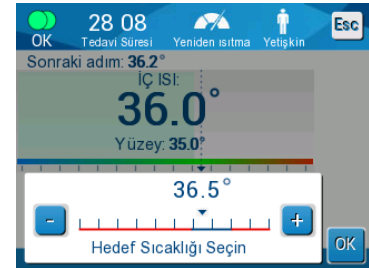 OK
28 08
Tedavi Süresi
Yeniden ısıtma
Yetişkin
Esc
Sonraki adım: 36.2°
İÇ ISI:
36.0°
Yüzey: 35.0°
36.5°
-
+
Hedef Sıcaklığı Seçin
OK